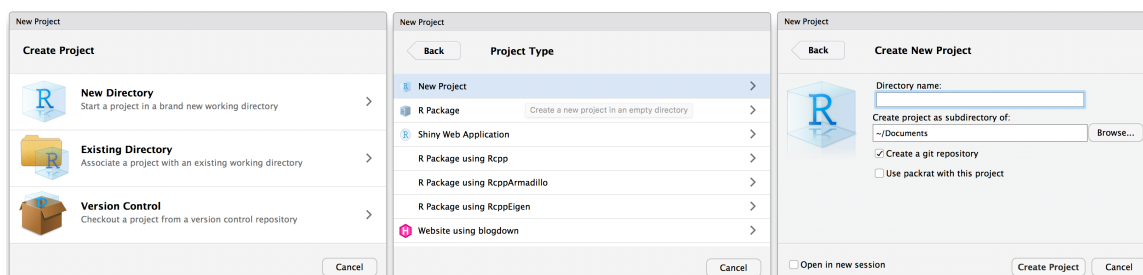 New Project
Create Project
New Directory
Start a project in a brand new working directory
Existing Directory
Associate a project with an existing working directory
Version Control
Checkout a project from a version control repository
Cancel
New Project
Back
Project Type
New Project
R Package
Create a new project in an empty directory
Shiny Web Application
R Package using Rcpp
R Package using RcppArmadillo
R Package using RcppEigen
Website using blogdown
Cancel
New Project
Back
Create New Project
Directory name:
Create project as subdirectory of:
~/Documents
Browse...
Create a git repository
Use packrat with this project
Open in new session
Create Project
Cancel